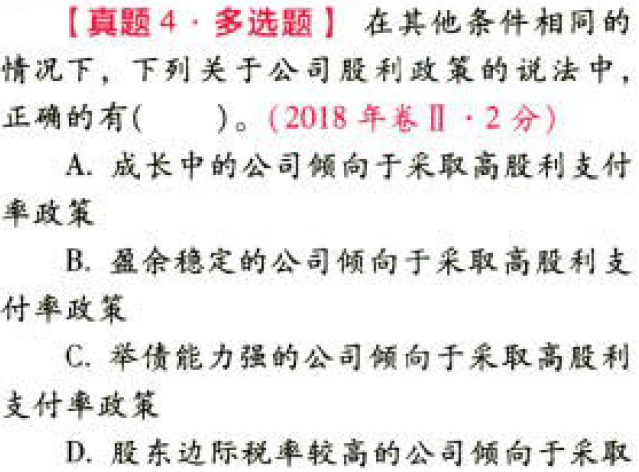 【真题4·多选题】 在其他条件相同的
情况下，下列关于公司股利政策的说法中，
正确的有(　　)。(2018年卷Ⅱ·2分)
A. 成长中的公司倾向于采取高股利支付
率政策
B. 盈余稳定的公司倾向于采取高股利支
付率政策
C. 举债能力强的公司倾向于采取高股利
支付率政策
D. 股东边际税率较高的公司倾向于采取